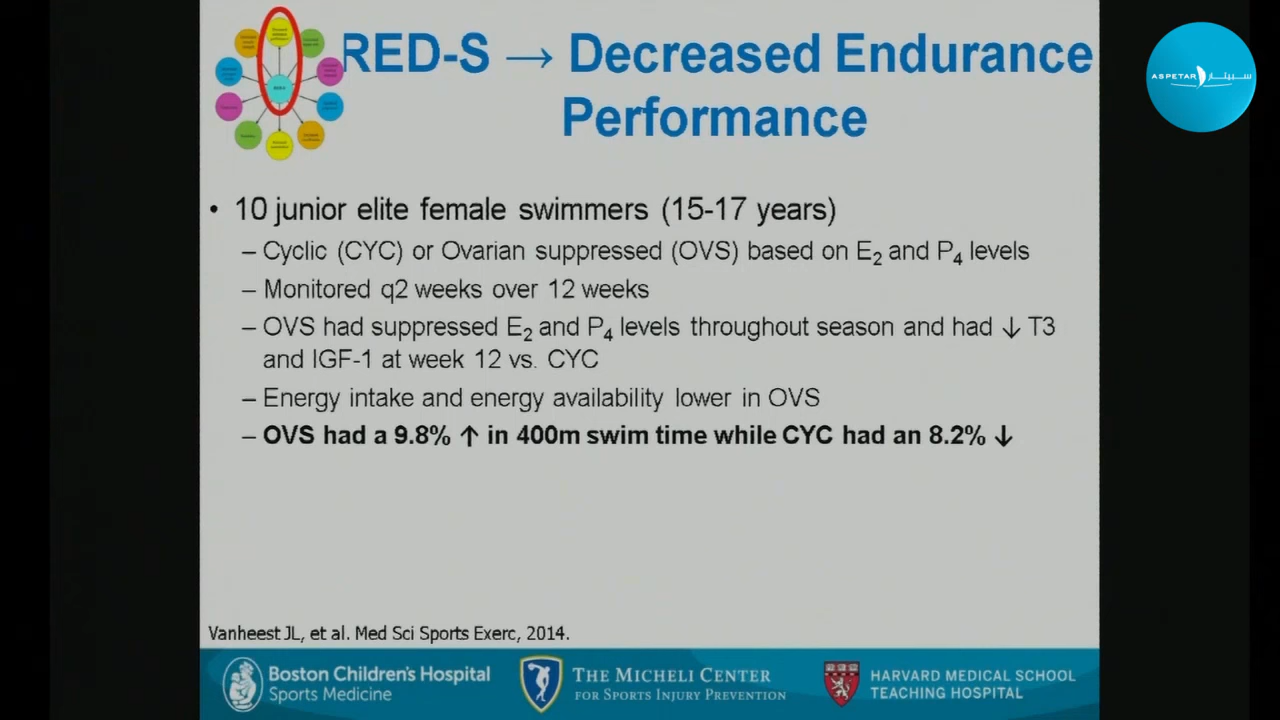 RED-S → Decreased Endurance
Performance
ASPETAR سبيتار
• 10 junior elite female swimmers (15-17 years)
– Cyclic (CYC) or Ovarian suppressed (OVS) based on E2 and P4 levels
– Monitored q2 weeks over 12 weeks
– OVS had suppressed E2 and P4 levels throughout season and had ↓ T3
and IGF-1 at week 12 vs. CYC
– Energy intake and energy availability lower in OVS
– OVS had a 9.8% ↑ in 400m swim time while CYC had an 8.2% ↓
Vanheest JL, et al. Med Sci Sports Exerc, 2014.
Boston Children's Hospital
Sports Medicine
THE MICHELI CENTER
FOR SPORTS INJURY PREVENTION
HARVARD MEDICAL SCHOOL
TEACHING HOSPITAL